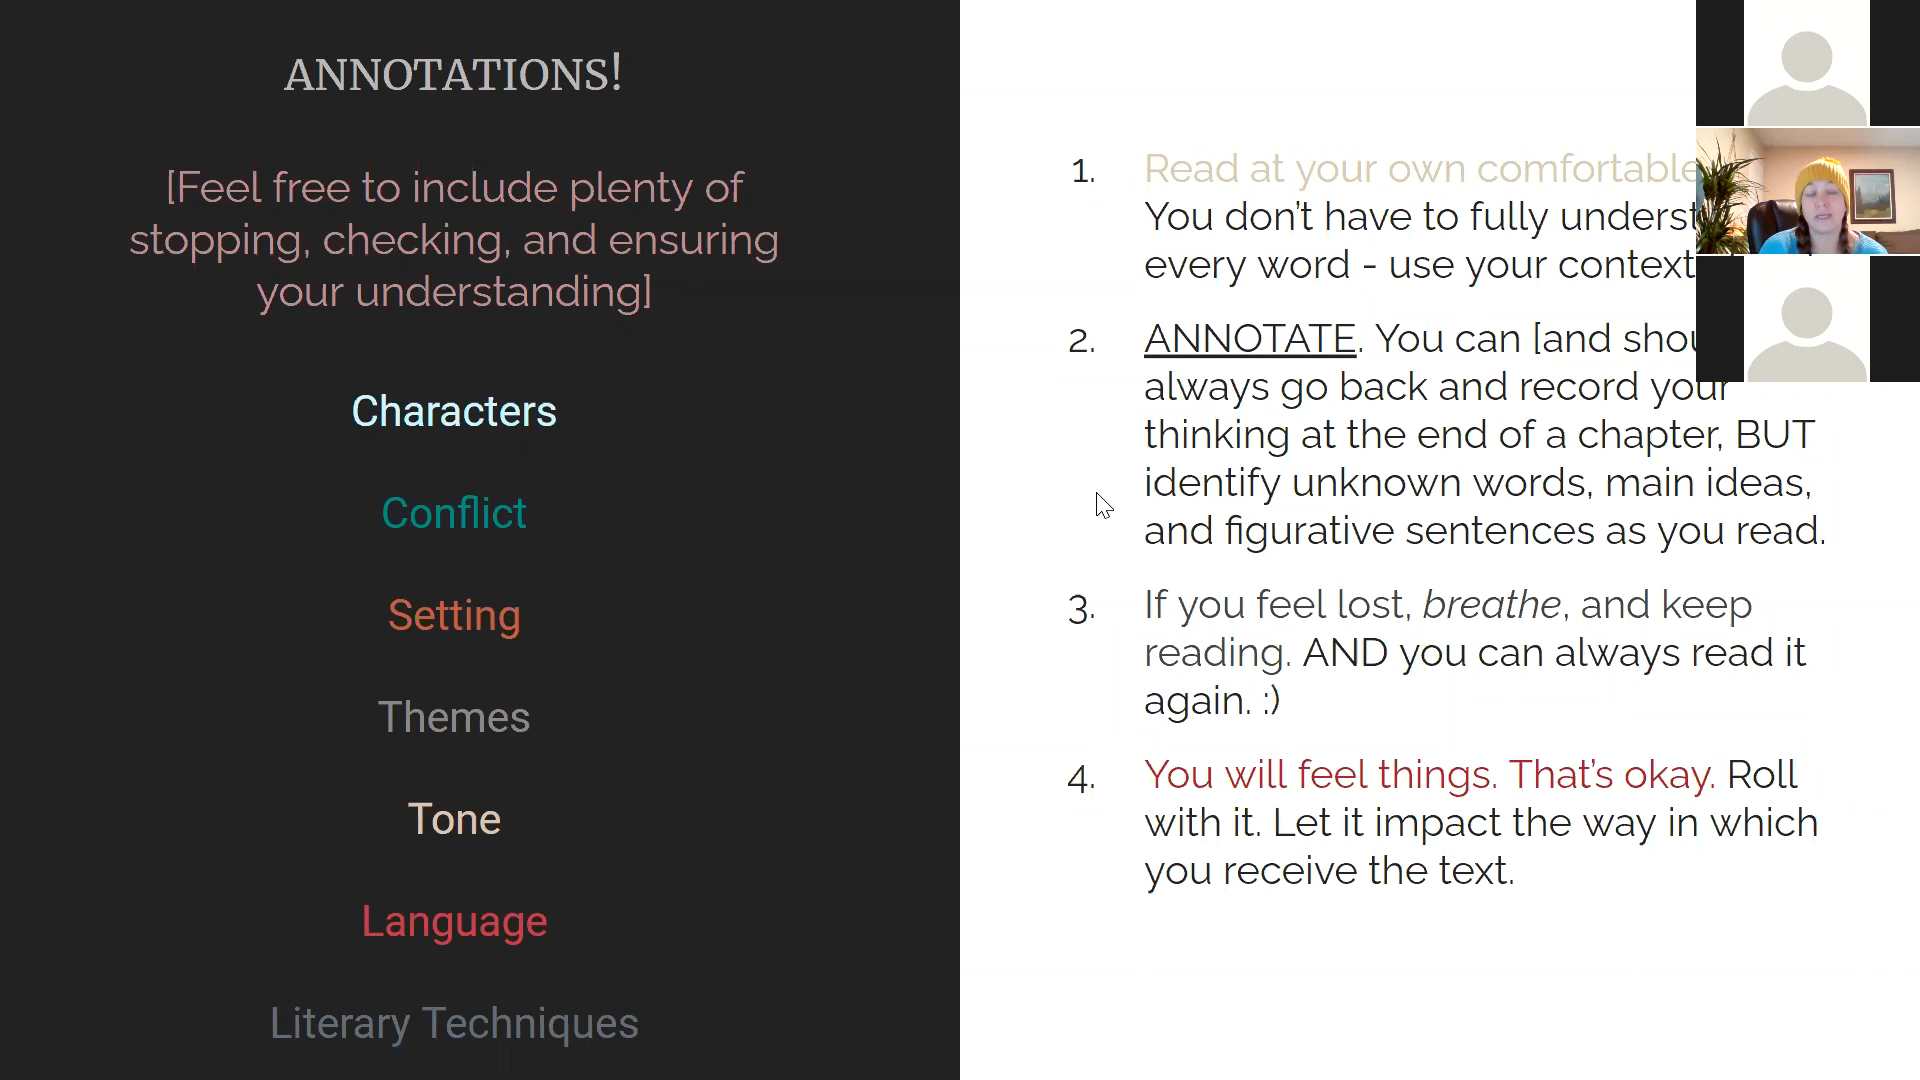 ANNOTATIONS!
[Feel free to include plenty of
stopping, checking, and ensuring
your understanding]
Characters
Conflict
Setting
Themes
Tone
Language
Literary Techniques
1. Read at your own comfortable
You don't have to fully
every word - use your context
2. ANNOTATE. You can [and
always go back and record your
thinking at the end of a chapter, BUT
identify unknown words, main ideas,
and figurative sentences as you read.
3. If you feel lost, breathe, and keep
reading. AND you can always read it
again. :)
4. You will feel things. That's okay. Roll
with it. Let it impact the way in which
you receive the text.